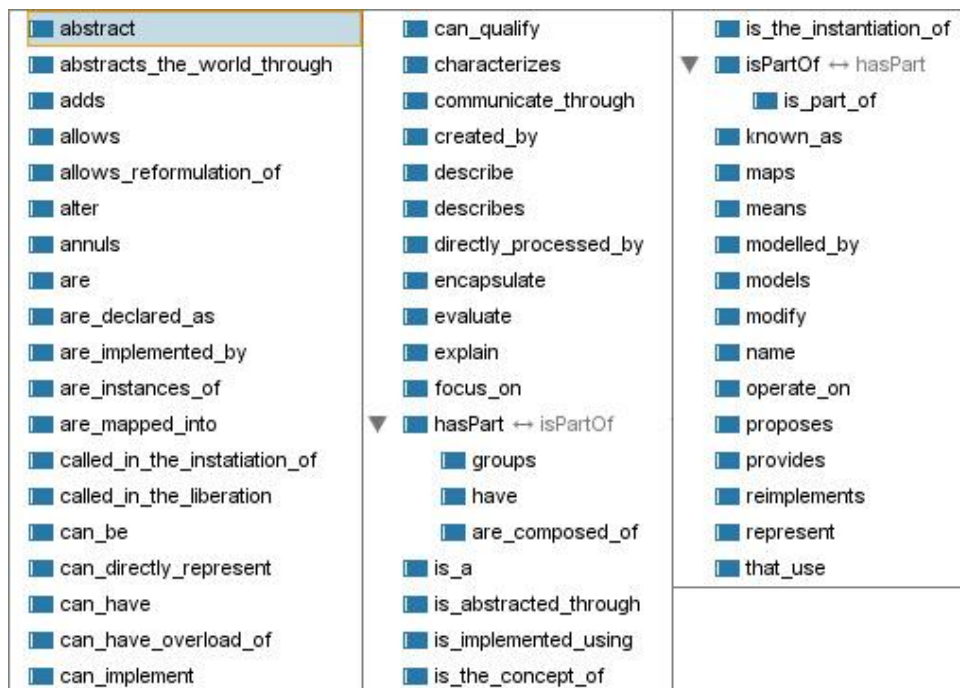 abstract
abstracts_the_world_through
adds
allows
allows_reformulation_of
alter
annuls
are
are_declared_as
are_implemented_by
are_instances_of
are_mapped_into
called_in_the_instatiation_of
called_in_the_liberation
can_be
can_directly_represent
can_have
can_have_overload_of
can_implement
can_qualify
characterizes
communicate_through
created_by
describe
describes
directly_processed_by
encapsulate
evaluate
explain
focus_on
hasPart ↔ isPartOf
groups
have
are_composed_of
is_a
is_abstracted_through
is_implemented_using
is_the_concept_of
is_the_instantiation_of
isPartOf ↔ hasPart
is_part_of
known_as
maps
means
modelled_by
models
modify
name
operate_on
proposes
provides
reimplements
represent
that_use